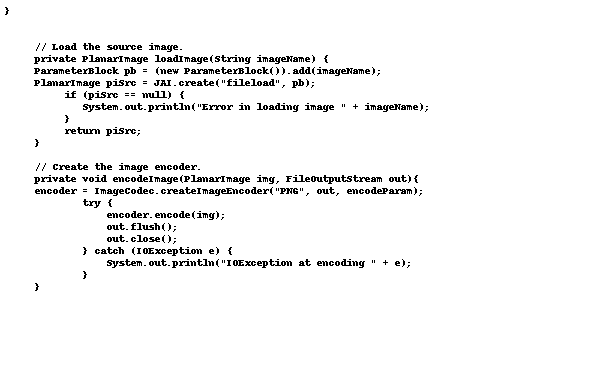 }
// Load the source image.
private PlanarImage loadImage(String imageName) {
ParameterBlock pb = (new ParameterBlock()).add(imageName);
PlanarImage piSrc = JAI.create("fileload", pb);
if (piSrc == null) {
System.out.println("Error in loading image " + imageName);
}
return piSrc;
}
// Create the image encoder.
private void encodeImage(PlanarImage img, FileOutputStream out){
encoder = ImageCodec.createImageEncoder("PNG", out, encodeParam);
try {
encoder.encode(img);
out.flush();
out.close();
} catch (IOException e) {
System.out.println("IOException at encoding " + e);
}
}